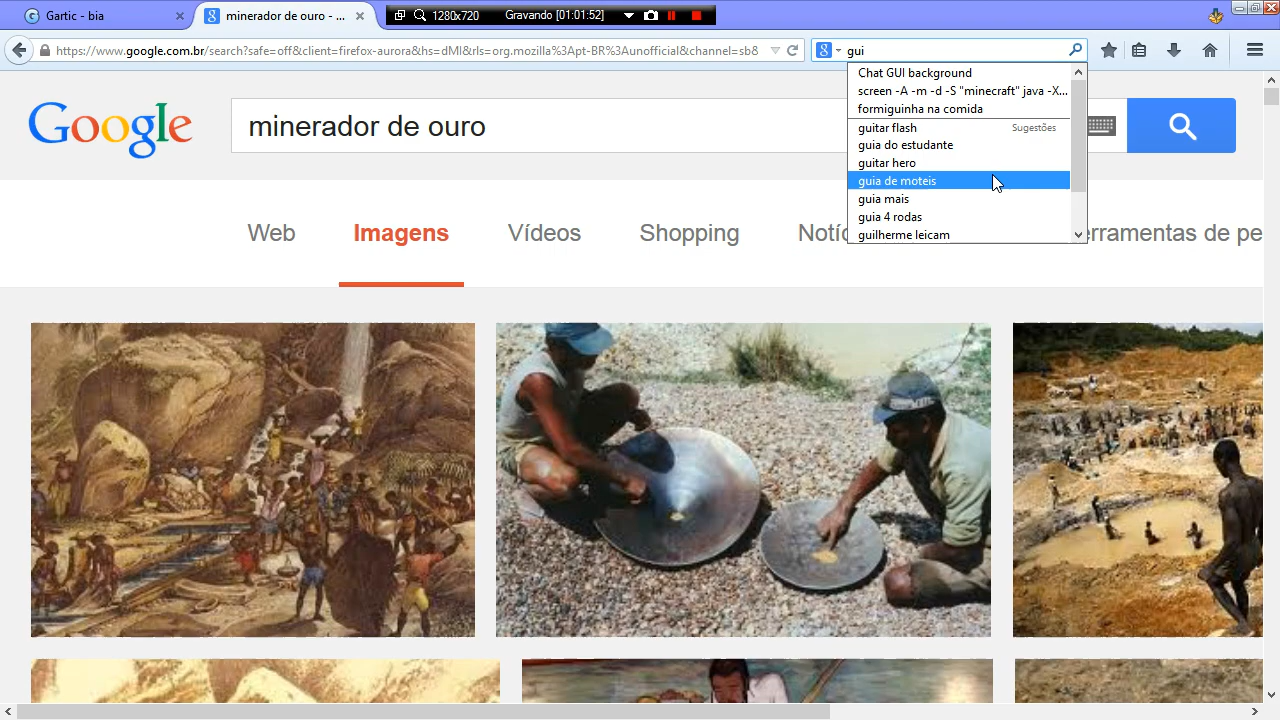 Gartic - bia
minerador de ouro - ...
1280x720
Gravando [01:01:52]
https://www.google.com.br/search?safe=off&client=firefox-aurora&hs=dMl&rls=org.mozilla%3Apt-BR%3Aunofficial&channel=sb&
gui
Chat GUI background
screen -A -m -d -S "minecraft" java -X...
formiguinha na comida
guitar flash
Sugestões
guia do estudante
guitar hero
guia de moteis
guia mais
guia 4 rodas
guilherme leicam
Google
minerador de ouro
Web
Imagens
Vídeos
Shopping
Notíc
erramentas de pe